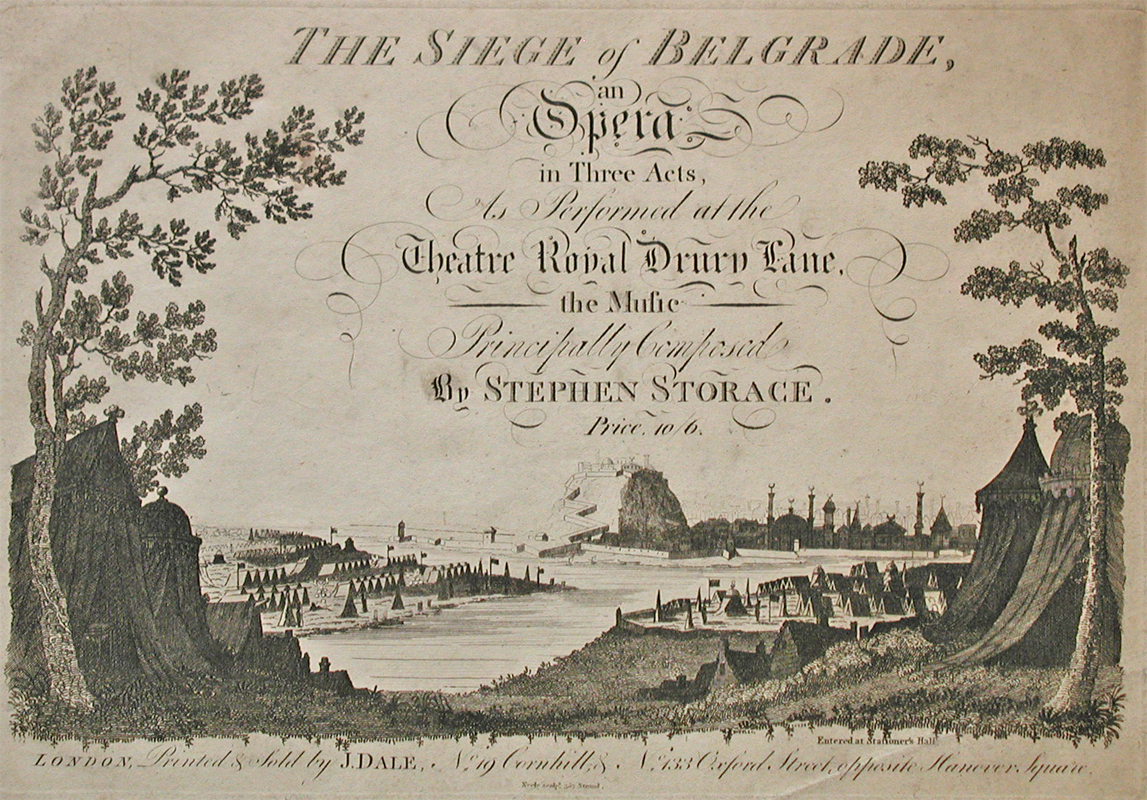 THE SIEGE of BELGRADE,
an
Opera
in Three Acts,
As Performed at the
Theatre Royal Drury Lane,
the Muſic
Principally Composed
By STEPHEN STORACE.
Price. 10/6.
Entered at Stationer's Hall
LONDON, Printed & Sold by J. DALE, No. 19 Cornhill, & No. 133 Oxford Street, opposite Hanover Square.
Strand.